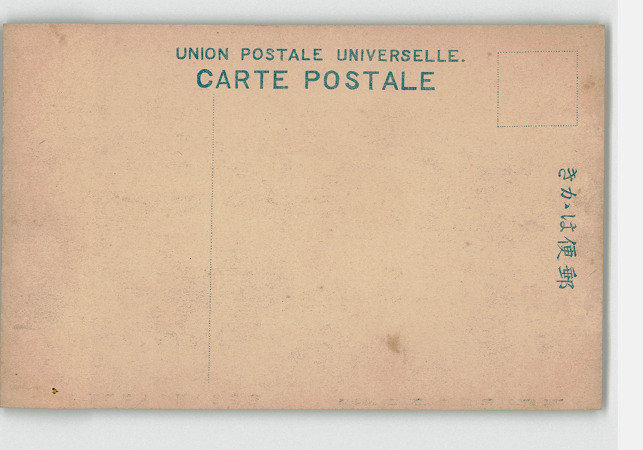 UNION POSTALE UNIVERSELLE.
CARTE POSTALE
郵便はかき